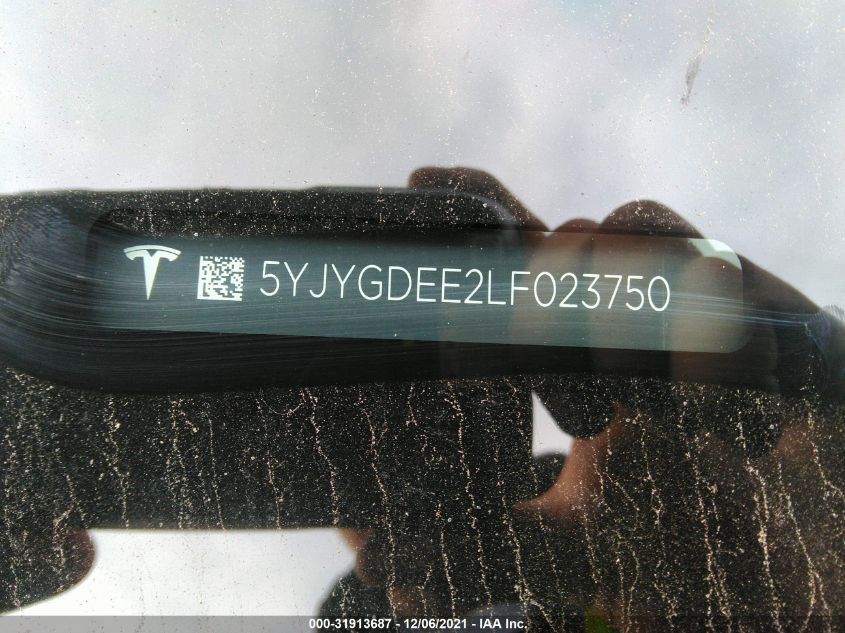 5YJYGDEE2LF023750
000-31913687 - 12/06/2021 - IAA Inc.